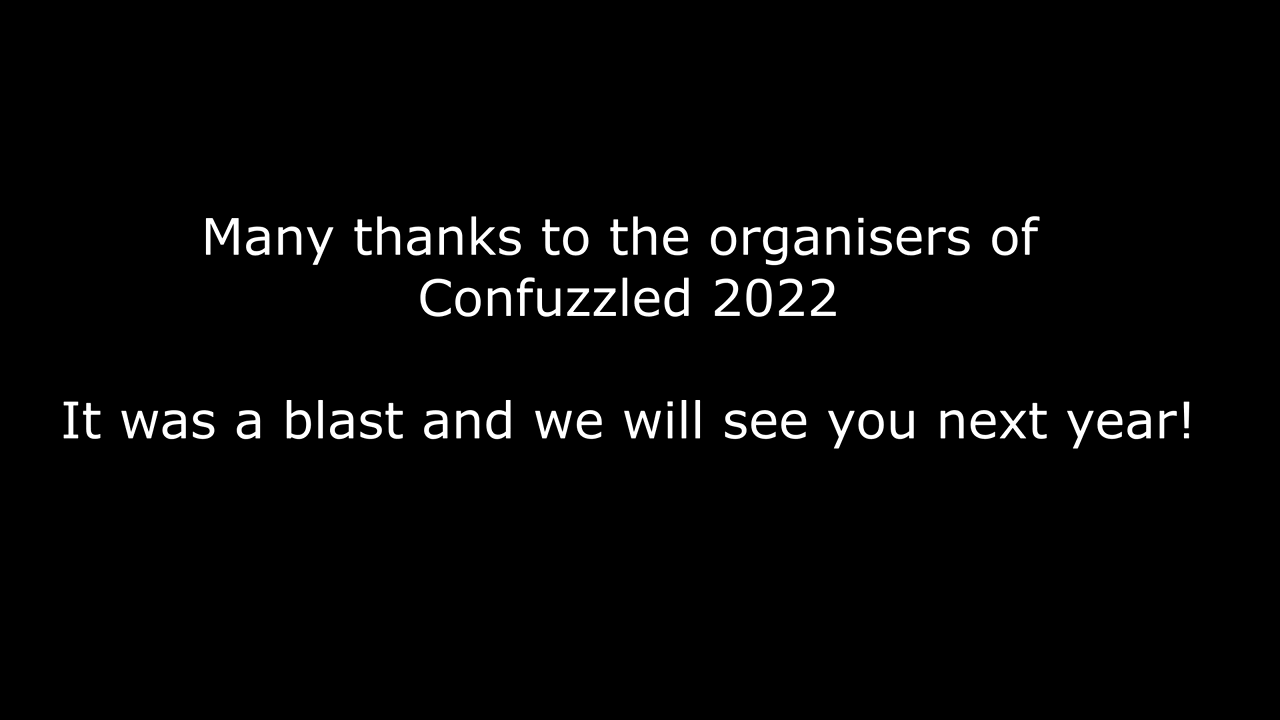 Many thanks to the organisers of
Confuzzled 2022
It was a blast and we will see you next year!